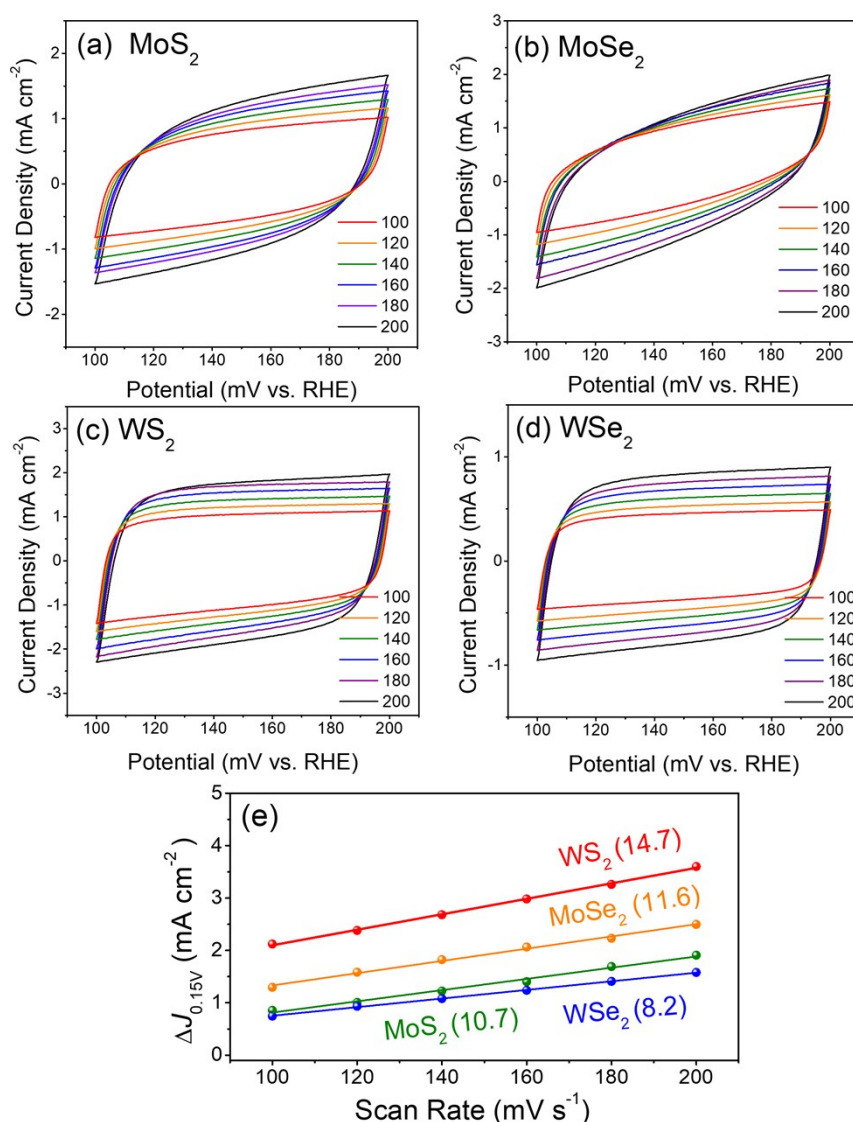 (a) MoS₂
Current Density (mA cm⁻²)
2
1
0
-1
-2
100
120
140
160
180
200
100 120 140 160 180 200
Potential (mV vs. RHE)
(b) MoSe₂
Current Density (mA cm⁻²)
3
2
1
0
-1
-2
-3
100
120
140
160
180
200
100 120 140 160 180 200
Potential (mV vs. RHE)
(c) WS₂
Current Density (mA cm⁻²)
3
2
1
0
-1
-2
-3
100
120
140
160
180
200
100 120 140 160 180 200
Potential (mV vs. RHE)
(d) WSe₂
Current Density (mA cm⁻²)
1
0
-1
100
120
140
160
180
200
100 120 140 160 180 200
Potential (mV vs. RHE)
(e)
ΔJ₀.₁₅V (mA cm⁻²)
5
4
3
2
1
0
WS₂ (14.7)
MoSe₂ (11.6)
MoS₂ (10.7)
WSe₂ (8.2)
100 120 140 160 180 200
Scan Rate (mV s⁻¹)